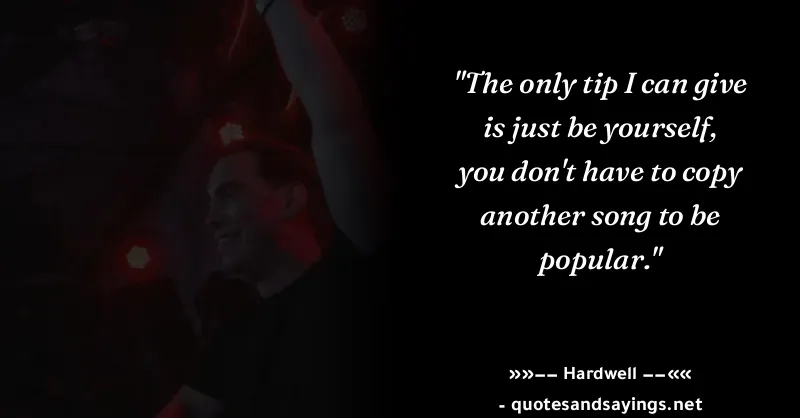 "The only tip I can give
is just be yourself,
you don't have to copy
another song to be
popular."
»»–– Hardwell ––««
- quotesandsayings.net